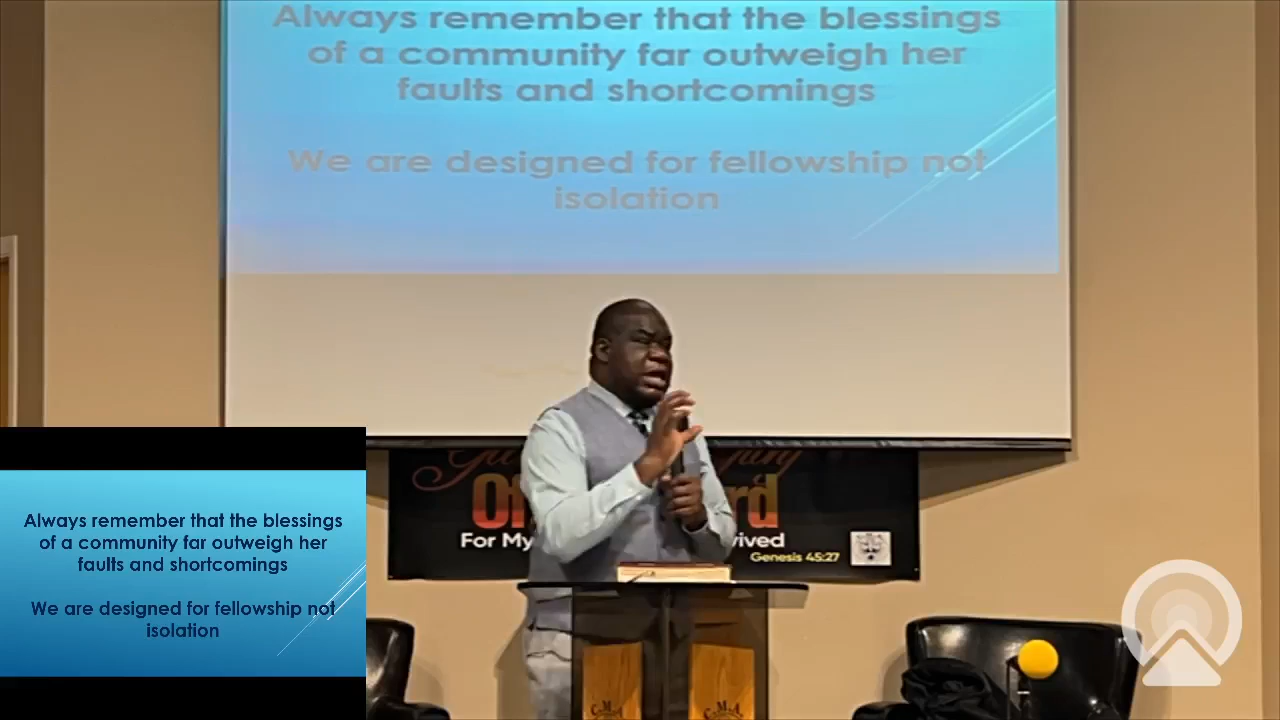 Always remember that the blessings
of a community far outweigh her
faults and shortcomings
We are designed for fellowship not
isolation
For My
vived
Genesis 45:27
Always remember that the blessings
of a community far outweigh her
faults and shortcomings
We are designed for fellowship not
isolation
C.M.A.